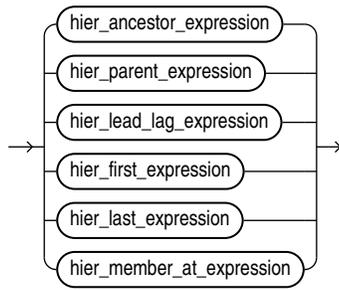 hier_ancestor_expression
hier_parent_expression
hier_lead_lag_expression
hier_first_expression
hier_last_expression
hier_member_at_expression